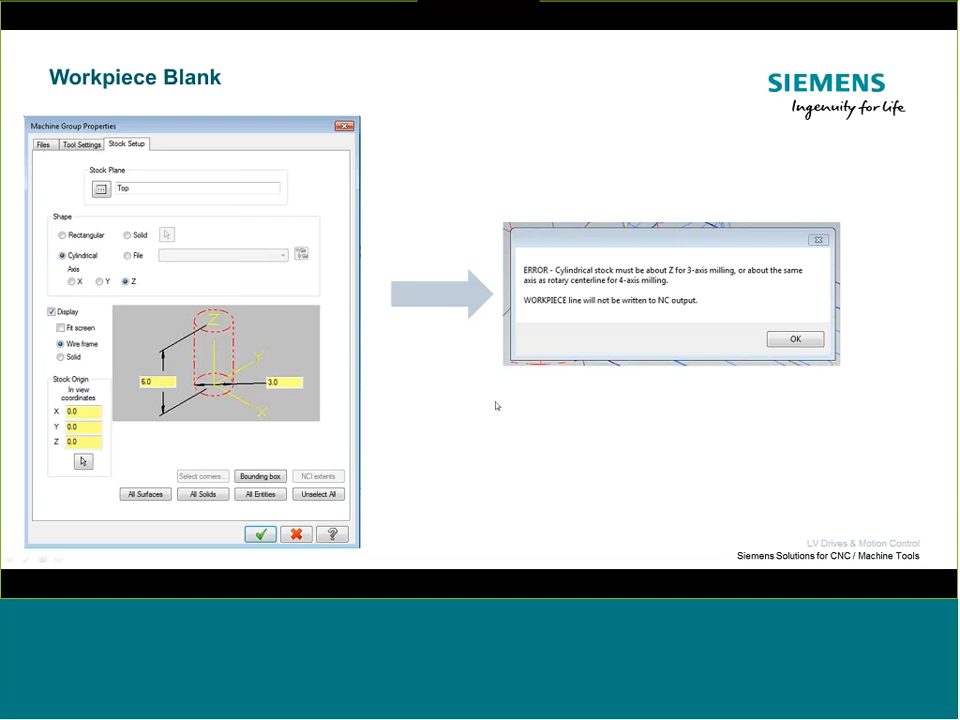 Workpiece Blank
SIEMENS
Ingenuity for life
Machine Group Properties
Files
Tool Settings
Stock Setup
Stock Plane
Top
Shape
Rectangular
Solid
Cylindrical
File
Axis
X
Y
Z
Display
Fit screen
Wire frame
Solid
Z
Y
X
6.0
3.0
Stock Origin
In view
coordinates
X 0.0
Y 0.0
Z 0.0
Select corners...
Bounding box
NCI extents
All Surfaces
All Solids
All Entities
Unselect All
ERROR - Cylindrical stock must be about Z for 3-axis milling, or about the same
axis as rotary centerline for 4-axis milling.
WORKPIECE line will not be written to NC output.
OK
LV Drives & Motion Control
Siemens Solutions for CNC / Machine Tools